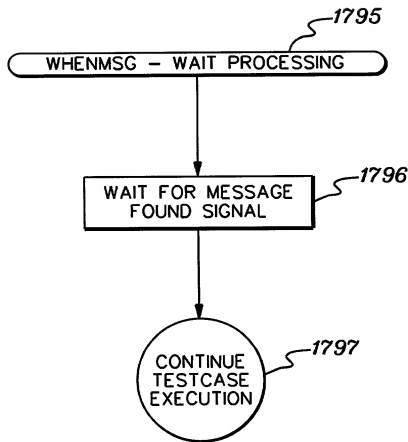 1795
WHENMSG - WAIT PROCESSING
WAIT FOR MESSAGE
FOUND SIGNAL
1796
CONTINUE
TESTCASE
EXECUTION
1797